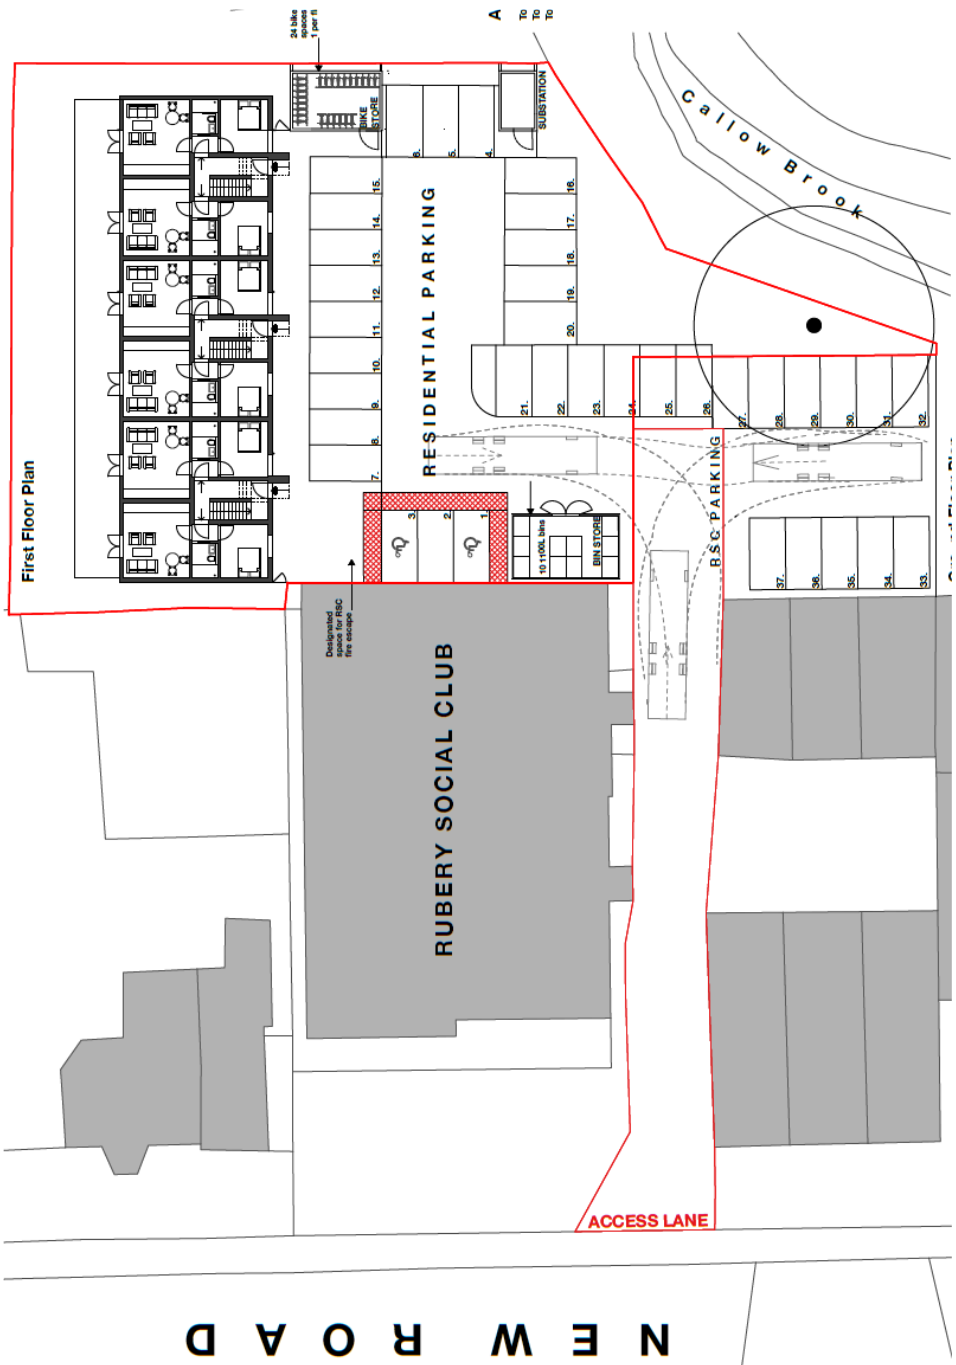 24 bike
spaces
1 per fl
A
To
To
To
BIKE
STORE
SUBSTATION
Callow Brook
6.
5.
4.
15.
14.
13.
12.
11.
10.
9.
8.
7.
RESIDENTIAL PARKING
16.
17.
18.
19.
20.
21.
22.
23.
24.
25.
26.
27.
28.
29.
30.
31.
32.
First Floor Plan
3.
2.
1.
10 1100L bins
BIN STORE
RSC PARKING
37.
36.
35.
34.
33.
Designated
space for RSC
fire escape
RUBERY SOCIAL CLUB
ACCESS LANE
NEW ROAD